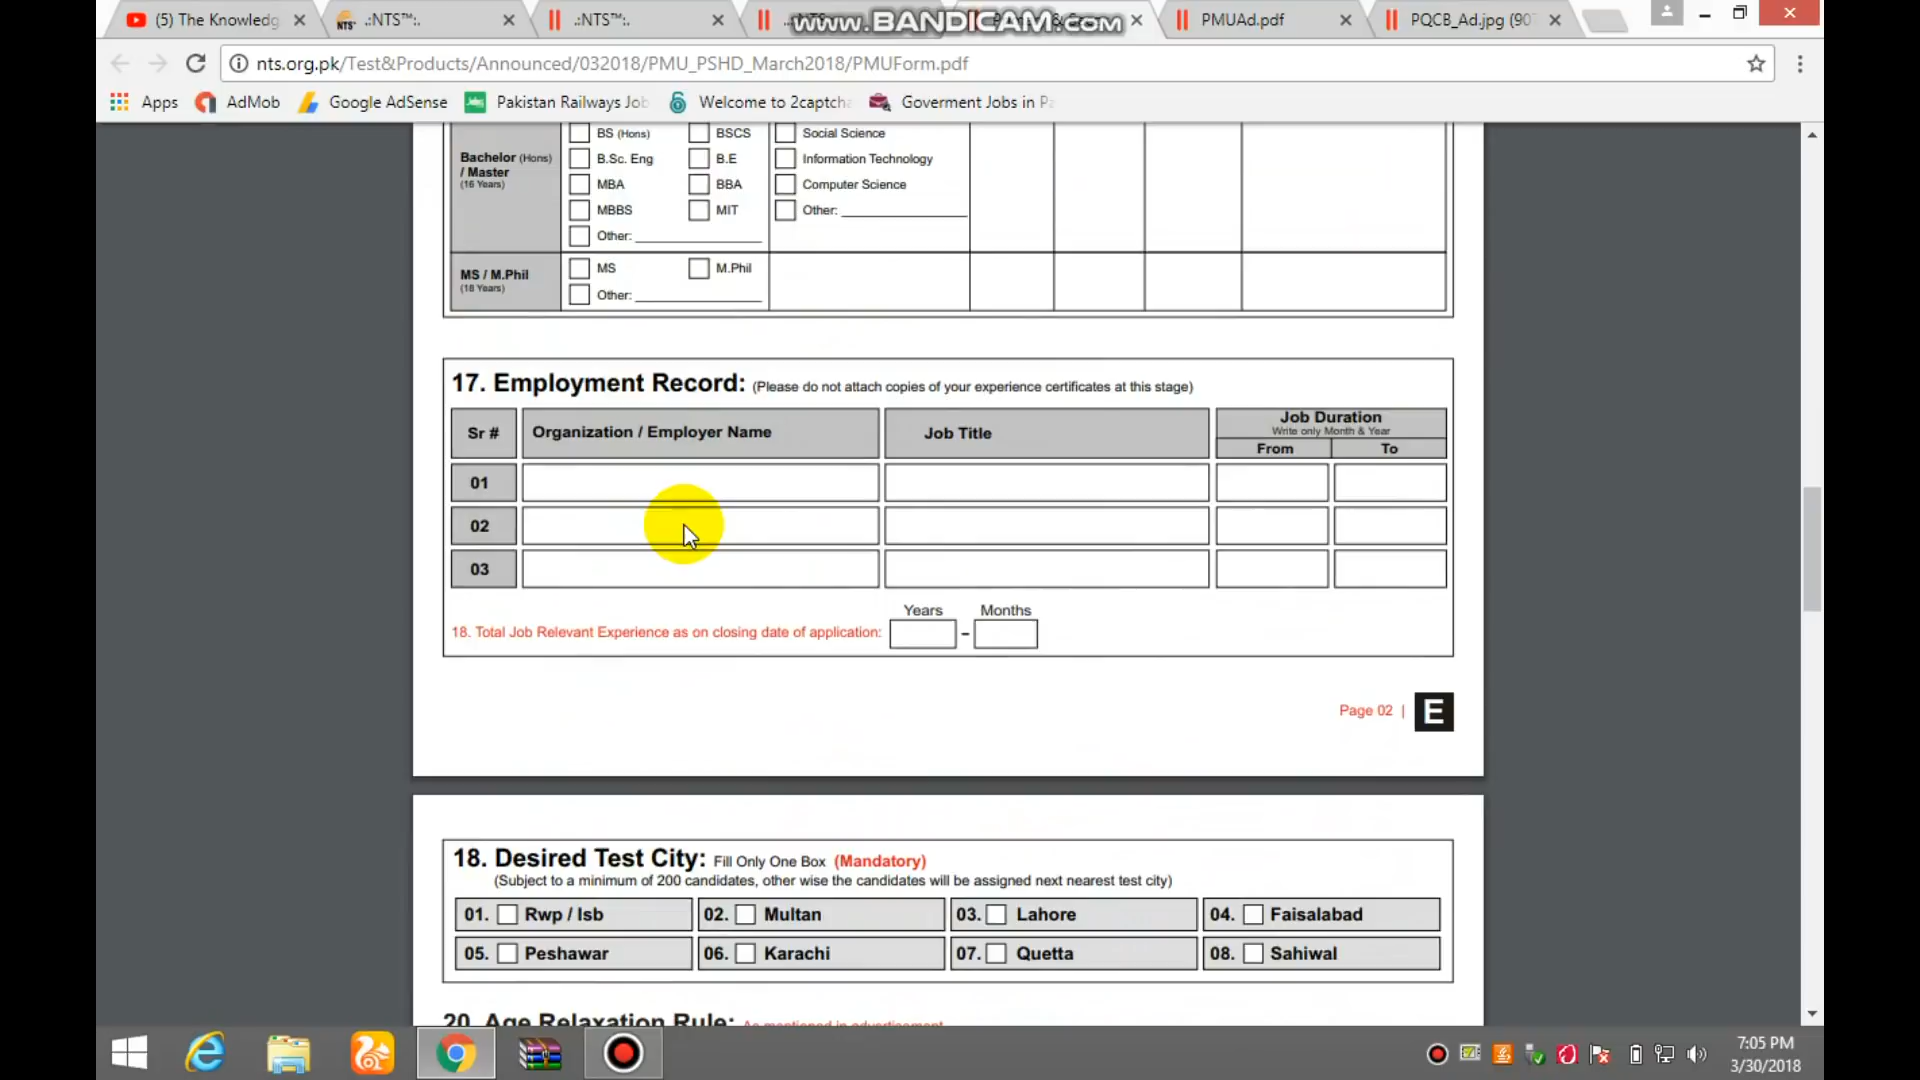 (5) The Knowledg
.:NTS™:.
.:NTS™:.
www.BANDICAM.com
PMUAd.pdf
PQCB_Ad.jpg (90
nts.org.pk/Test&Products/Announced/032018/PMU_PSHD_March2018/PMUForm.pdf
Apps
AdMob
Google AdSense
Pakistan Railways Job
Welcome to 2captcha
Goverment Jobs in Pa
Bachelor (Hons)
/ Master
(16 Years)
BS (Hons)
BSCS
Social Science
B.Sc. Eng
B.E
Information Technology
MBA
BBA
Computer Science
MBBS
MIT
Other:
Other:
MS / M.Phil
(18 Years)
MS
M.Phil
Other:
17. Employment Record: (Please do not attach copies of your experience certificates at this stage)
Sr #
Organization / Employer Name
Job Title
Job Duration
Write only Month & Year
From
To
01
02
03
Years
Months
18. Total Job Relevant Experience as on closing date of application:
-
Page 02 |
E
18. Desired Test City: Fill Only One Box (Mandatory)
(Subject to a minimum of 200 candidates, other wise the candidates will be assigned next nearest test city)
01. Rwp / Isb
02. Multan
03. Lahore
04. Faisalabad
05. Peshawar
06. Karachi
07. Quetta
08. Sahiwal
20. Age Relaxation Rule: As mentioned in advertisement
7:05 PM
3/30/2018